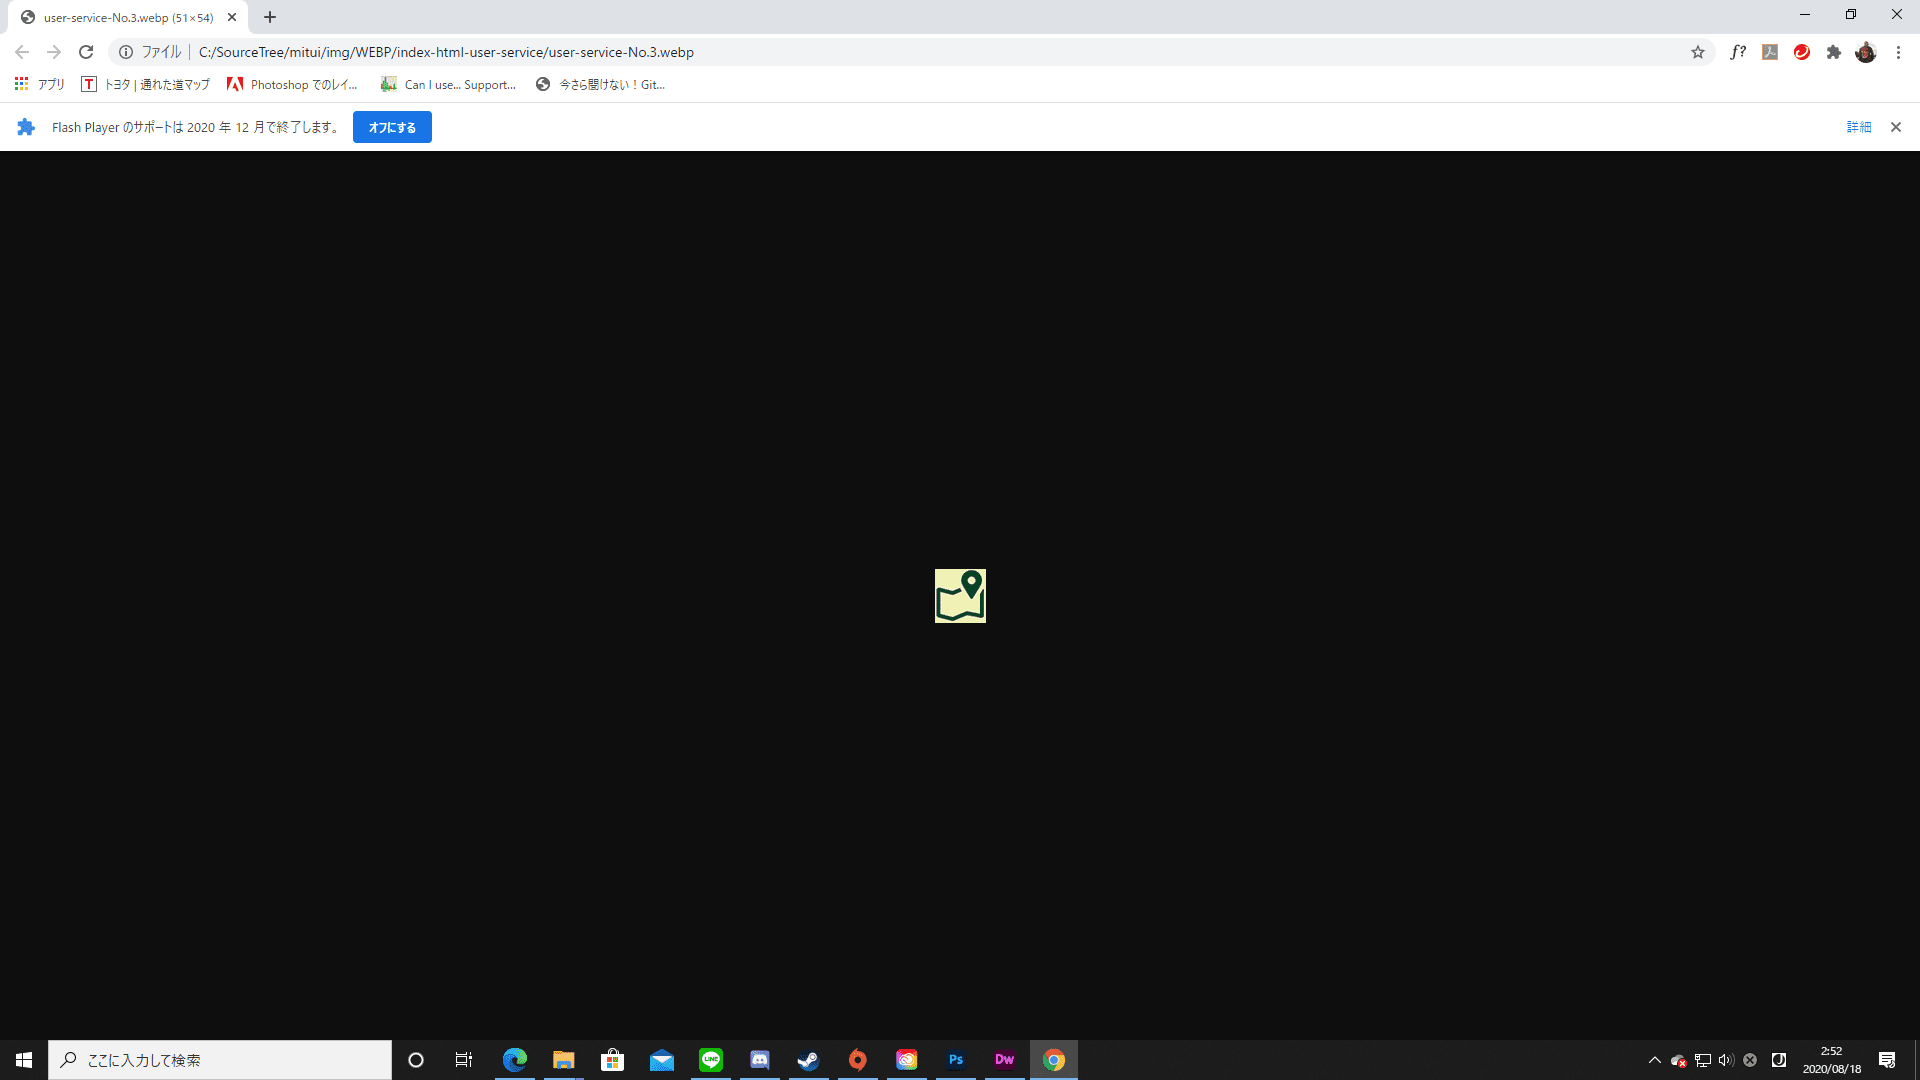 user-service-No.3.webp (51×54)
ファイル C:/SourceTree/mitui/img/WEBP/index-html-user-service/user-service-No.3.webp
f?
アプリ トヨタ | 通れた道マップ Photoshop でのレイ... Can I use... Support... 今さら聞けない！Git...
Flash Player のサポートは 2020 年 12 月で終了します。 オフにする 詳細
ここに入力して検索
LINE
Ps
Dw
2:52
2020/08/18